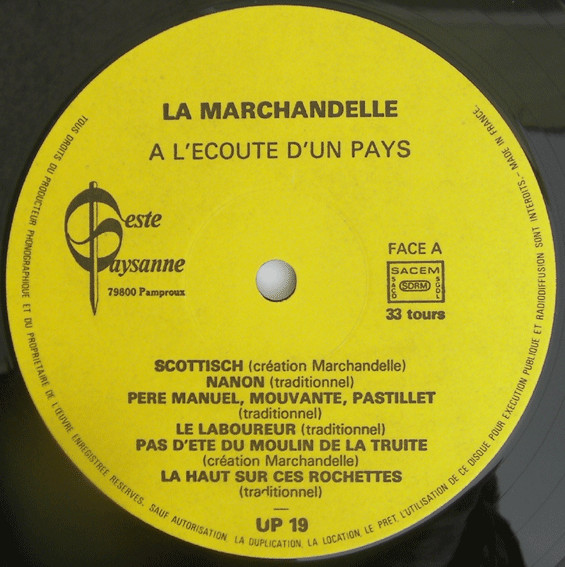 LA MARCHANDELLE
A L'ECOUTE D'UN PAYS
Geste
Paysanne
79800 Pamproux
FACE A
SACEM
SACD SDRM SGDL
33 tours
SCOTTISCH (création Marchandelle)
NANON (traditionnel)
PERE MANUEL, MOUVANTE, PASTILLET
(traditionnel)
LE LABOUREUR (traditionnel)
PAS D'ETE DU MOULIN DE LA TRUITE
(création Marchandelle)
LA HAUT SUR CES ROCHETTES
(traditionnel)
UP 19
TOUS DROITS DU PRODUCTEUR PHONOGRAPHIQUE ET DU PROPRIETAIRE DE L'ŒUVRE ENREGISTREE RESERVES, SAUF AUTORISATION, LA DUPLICATION, LA LOCATION, LE PRET, L'UTILISATION DE CE DISQUE POUR EXECUTION PUBLIQUE ET RADIODIFFUSION SONT INTERDITS.- MADE IN FRANCE.